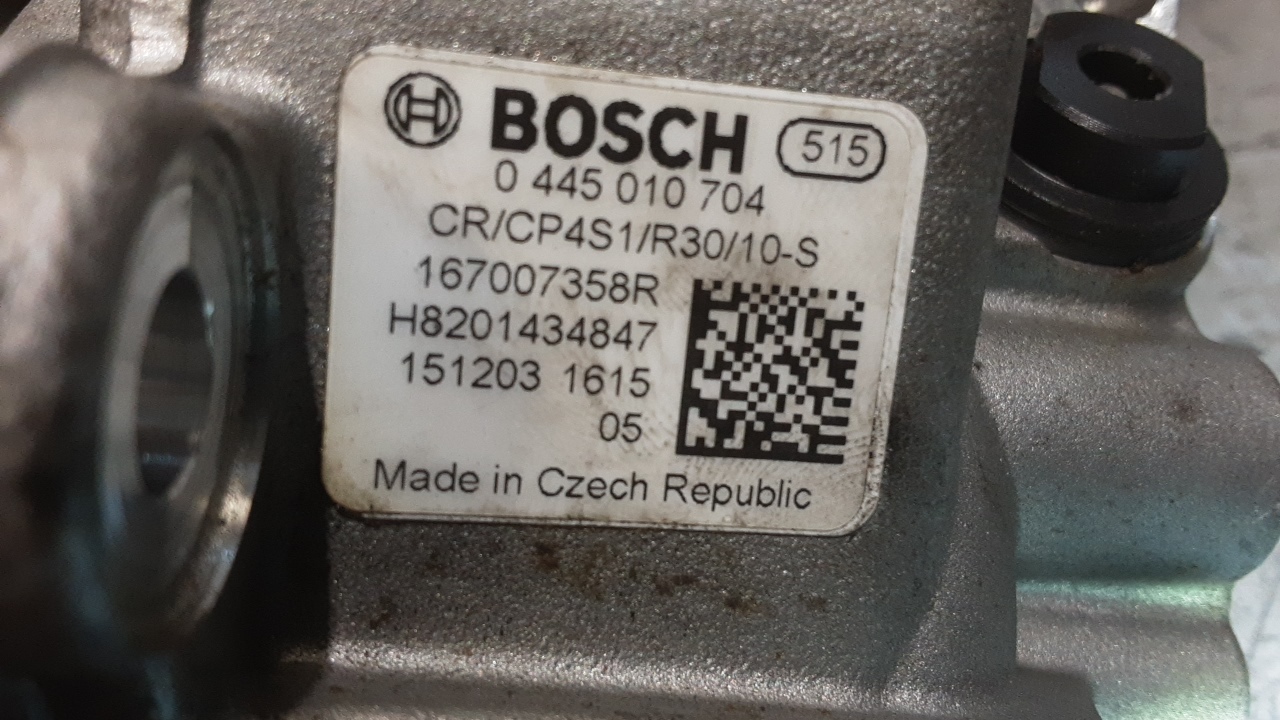 BOSCH 515
0 445 010 704
CR/CP4S1/R30/10-S
167007358R
H8201434847
151203 1615
05
Made in Czech Republic